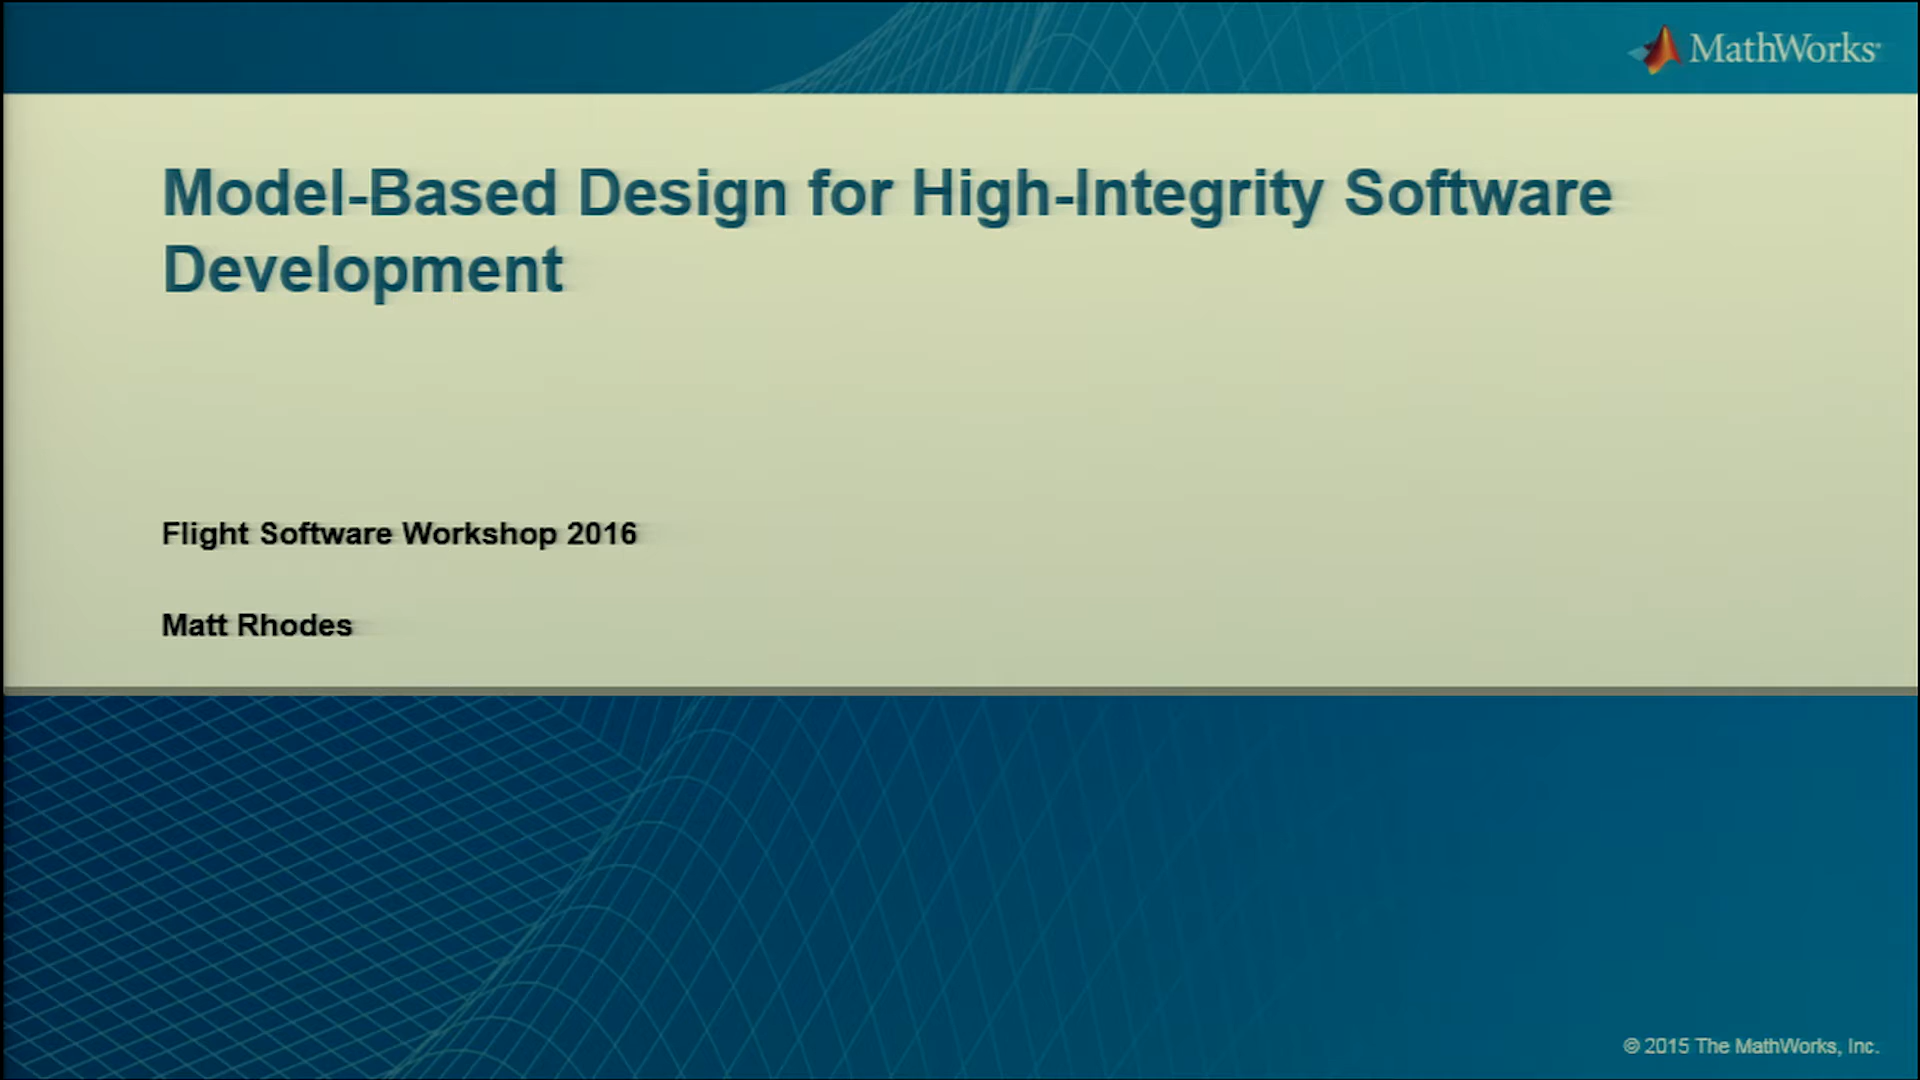 MathWorks®
Model-Based Design for High-Integrity Software
Development
Flight Software Workshop 2016
Matt Rhodes
© 2015 The MathWorks, Inc.